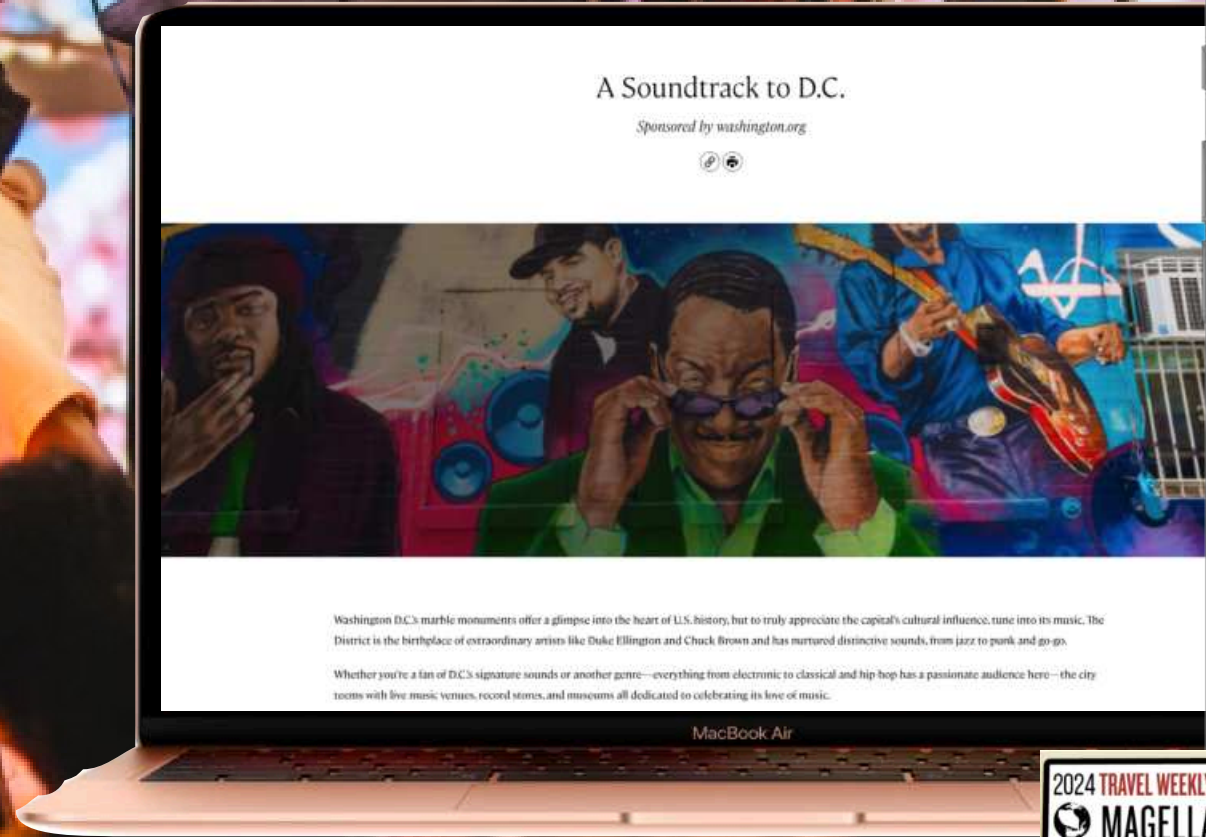 A Soundtrack to D.C.
Sponsored by washington.org
Washington D.C.'s marble monuments offer a glimpse into the heart of U.S. history, but to truly appreciate the capital's cultural influence, tune into its music. The
District is the birthplace of extraordinary artists like Duke Ellington and Chuck Brown and has nurtured distinctive sounds, from jazz to punk and go-go.
Whether you're a fan of D.C.'s signature sounds or another genre—everything from electronic to classical and hip hop has a passionate audience here—the city
teems with live music venues, record stores, and museums all dedicated to celebrating its love of music.
MacBook Air
2024 TRAVEL WEEKLY
MAGELLA